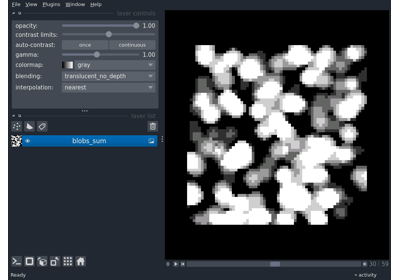 File View Plugins Window Help
layer controls
opacity: 1.00
contrast limits:
auto-contrast: once continuous
gamma: 1.00
colormap: gray
blending: translucent_no_depth
interpolation: nearest
layer list
blobs_sum
30 59
Ready activity